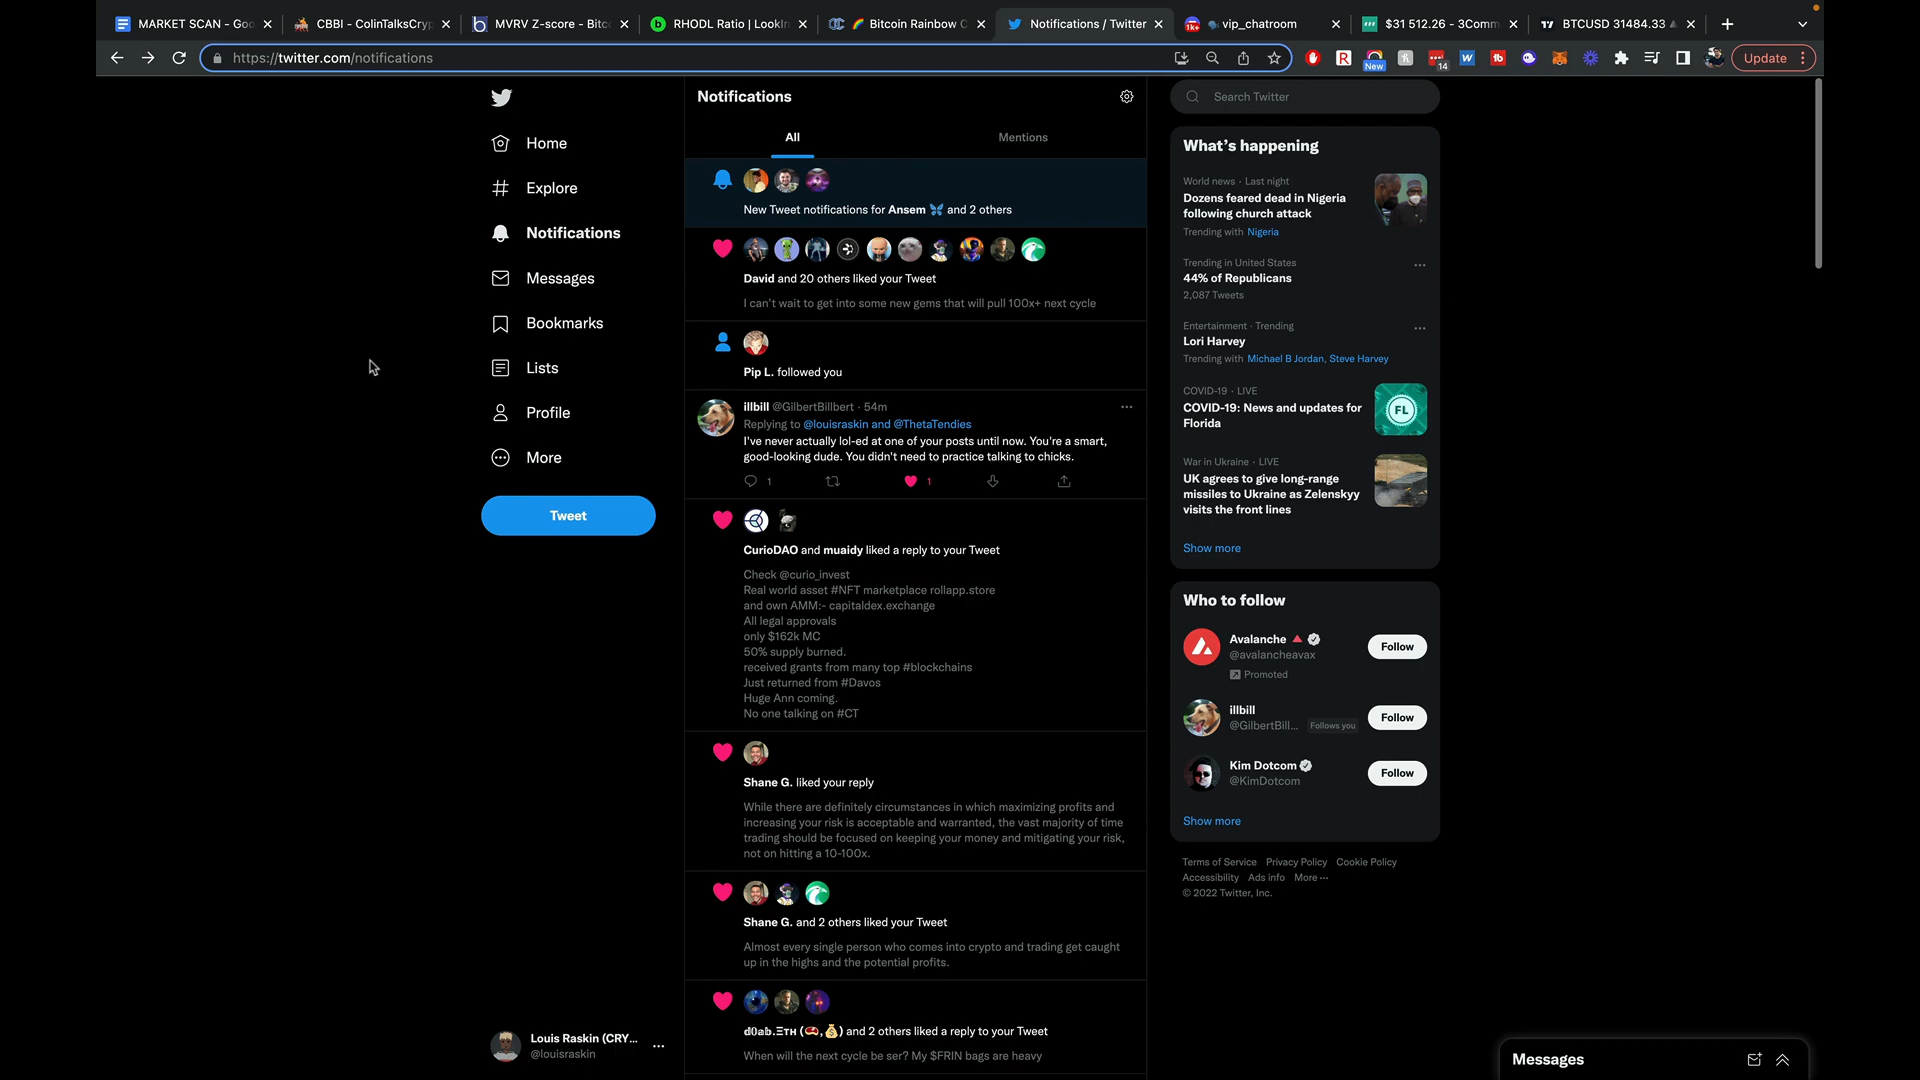 MARKET SCAN - Goo
CBBI - ColinTalksCryp
MVRV Z-score - Bitco
RHODL Ratio | LookIn
Bitcoin Rainbow C
Notifications / Twitter
vip_chatroom
$31 512.26 - 3Comm
BTCUSD 31484.33
https://twitter.com/notifications
New
14
Update
Home
Explore
Notifications
Messages
Bookmarks
Lists
Profile
More
Tweet
Louis Raskin (CRY...
@louisraskin
Notifications
All
Mentions
New Tweet notifications for Ansem 🦋 and 2 others
David and 20 others liked your Tweet
I can't wait to get into some new gems that will pull 100x+ next cycle
Pip L. followed you
illbill @GilbertBillbert · 54m
Replying to @louisraskin and @ThetaTendies
I've never actually lol-ed at one of your posts until now. You're a smart,
good-looking dude. You didn't need to practice talking to chicks.
1
1
CurioDAO and muaidy liked a reply to your Tweet
Check @curio_invest
Real world asset #NFT marketplace rollapp.store
and own AMM:- capitaldex.exchange
All legal approvals
only $162k MC
50% supply burned.
received grants from many top #blockchains
Just returned from #Davos
Huge Ann coming.
No one talking on #CT
Shane G. liked your reply
While there are definitely circumstances in which maximizing profits and
increasing your risk is acceptable and warranted, the vast majority of time
trading should be focused on keeping your money and mitigating your risk,
not on hitting a 10-100x.
Shane G. and 2 others liked your Tweet
Almost every single person who comes into crypto and trading get caught
up in the highs and the potential profits.
and 2 others liked a reply to your Tweet
When will the next cycle be ser? My $FRIN bags are heavy
Search Twitter
What's happening
World news · Last night
Dozens feared dead in Nigeria
following church attack
Trending with Nigeria
Trending in United States
44% of Republicans
2,087 Tweets
Entertainment · Trending
Lori Harvey
Trending with Michael B Jordan, Steve Harvey
COVID-19 · LIVE
COVID-19: News and updates for
Florida
FL
War in Ukraine · LIVE
UK agrees to give long-range
missiles to Ukraine as Zelenskyy
visits the front lines
Show more
Who to follow
Avalanche
@avalancheavax
Promoted
Follow
illbill
@GilbertBill... Follows you
Follow
Kim Dotcom
@KimDotcom
Follow
Show more
Terms of Service Privacy Policy Cookie Policy
Accessibility Ads info More ···
© 2022 Twitter, Inc.
Messages